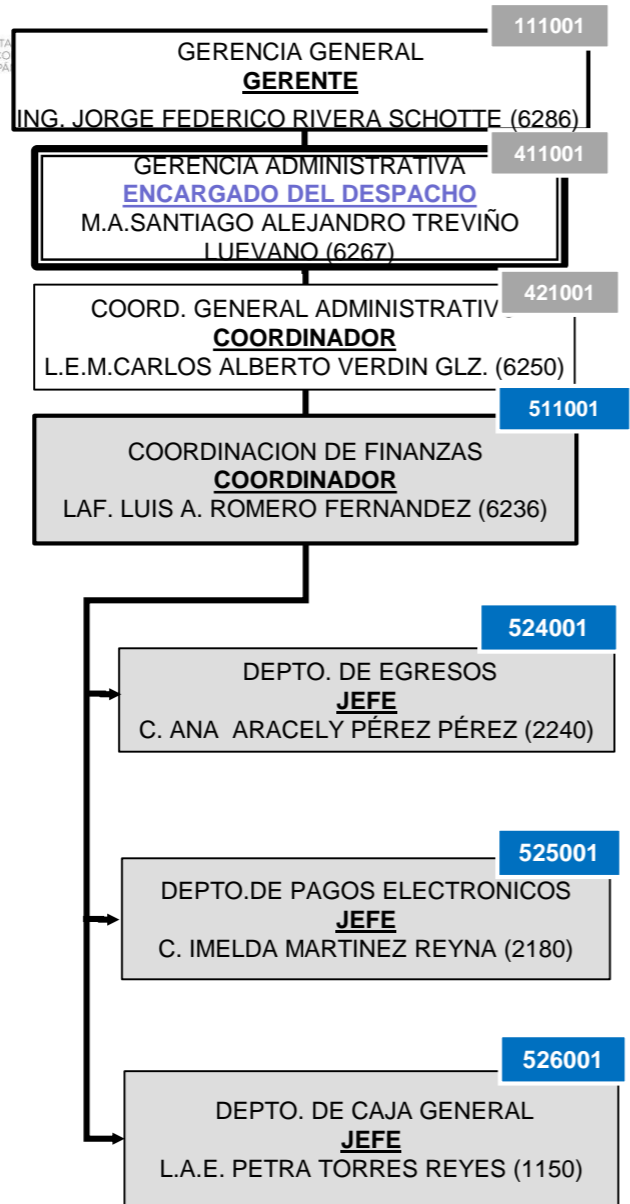 111001
GERENCIA GENERAL
GERENTE
ING. JORGE FEDERICO RIVERA SCHOTTE (6286)
411001
GERENCIA ADMINISTRATIVA
ENCARGADO DEL DESPACHO
M.A.SANTIAGO ALEJANDRO TREVIÑO
LUEVANO (6267)
421001
COORD. GENERAL ADMINISTRATIV
COORDINADOR
L.E.M.CARLOS ALBERTO VERDIN GLZ. (6250)
511001
COORDINACION DE FINANZAS
COORDINADOR
LAF. LUIS A. ROMERO FERNANDEZ (6236)
524001
DEPTO. DE EGRESOS
JEFE
C. ANA ARACELY PÉREZ PÉREZ (2240)
525001
DEPTO.DE PAGOS ELECTRONICOS
JEFE
C. IMELDA MARTINEZ REYNA (2180)
526001
DEPTO. DE CAJA GENERAL
JEFE
L.A.E. PETRA TORRES REYES (1150)